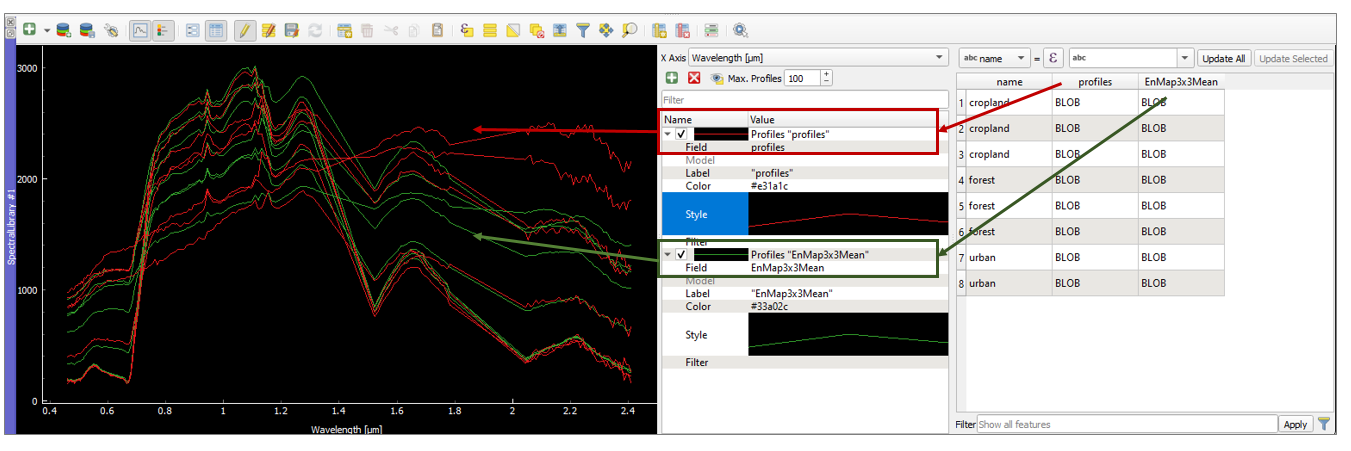 SpectralLibrary #1
3000
2000
1000
0
0.4 0.6 0.8 1 1.2 1.4 1.6 1.8 2 2.2 2.4
Wavelength [µm]
X Axis Wavelength [µm]
Max. Profiles 100
Filter
Name Value
Profiles "profiles"
Field profiles
Model
Label "profiles"
Color #e31a1c
Style
Filter
Profiles "EnMap3x3Mean"
Field EnMap3x3Mean
Model
Label "EnMap3x3Mean"
Color #33a02c
Style
Filter
abc name = ε abc Update All Update Selected
name profiles EnMap3x3Mean
1 cropland BLOB BLOB
2 cropland BLOB BLOB
3 cropland BLOB BLOB
4 forest BLOB BLOB
5 forest BLOB BLOB
6 forest BLOB BLOB
7 urban BLOB BLOB
8 urban BLOB BLOB
Filter Show all features Apply